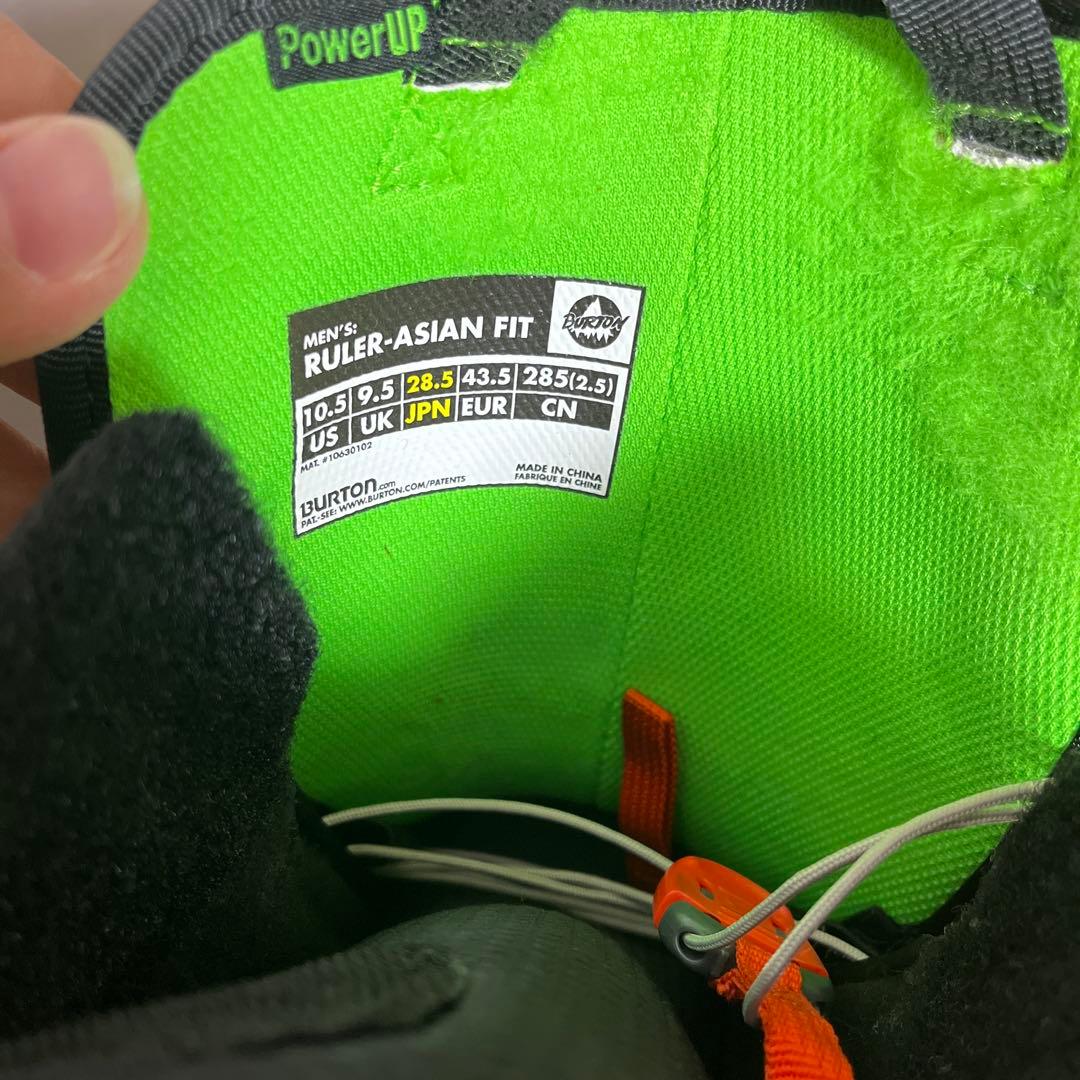 PowerUP
MEN'S:
RULER-ASIAN FIT
BURTON
10.5 9.5 28.5 43.5 285(2.5)
US UK JPN EUR CN
MAT. #10630102
BURTON.com
PAT.-SEE: WWW.BURTON.COM/PATENTS
MADE IN CHINA
FABRIQUE EN CHINE